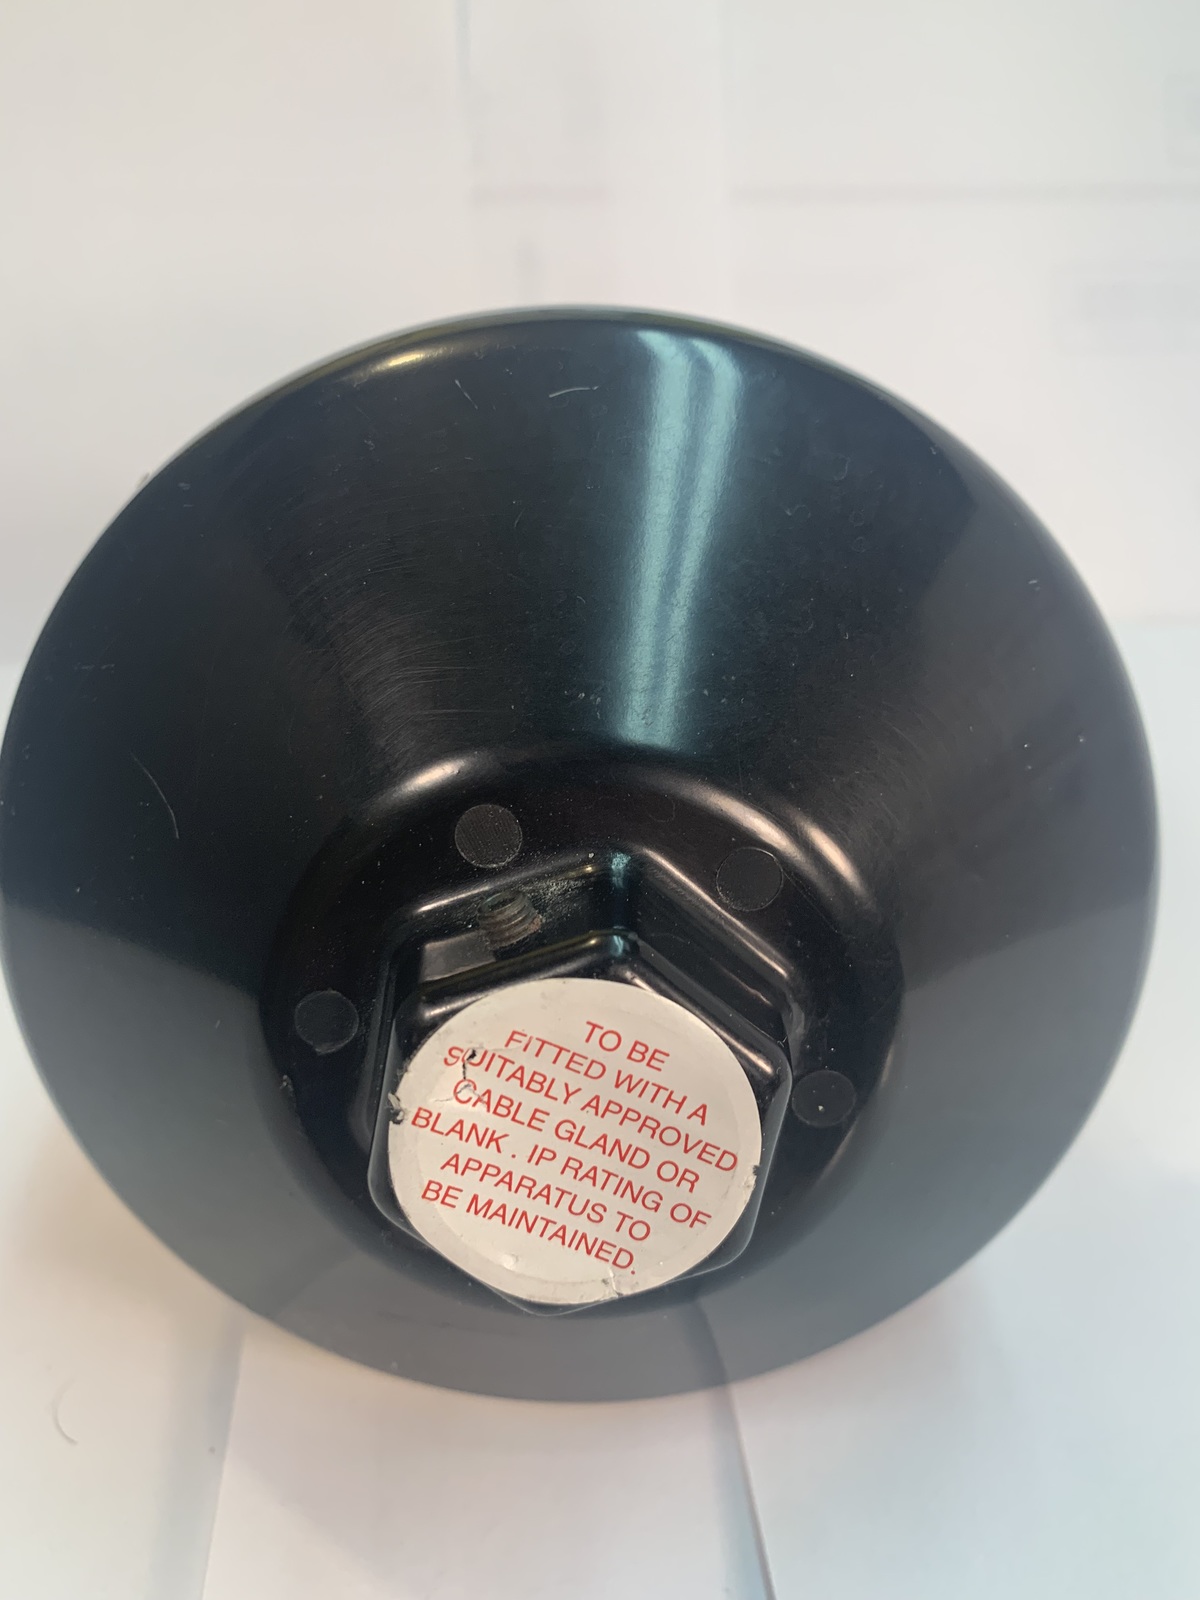 TO BE
FITTED WITH A
SUITABLY APPROVED
CABLE GLAND OR
BLANK . IP RATING OF
APPARATUS TO
BE MAINTAINED.